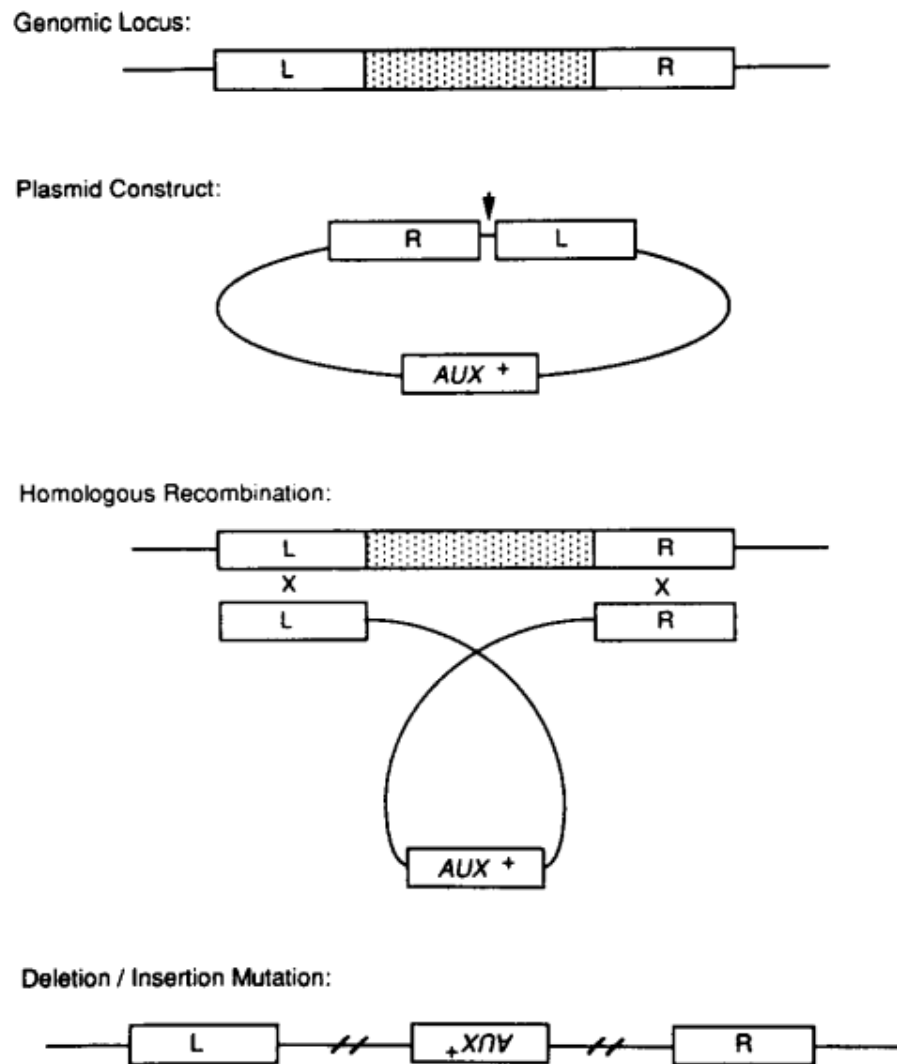 Genomic Locus:
L R
Plasmid Construct:
R L
AUX +
Homologous Recombination:
L R
X X
L R
AUX +
Deletion / Insertion Mutation:
L AUX+ R